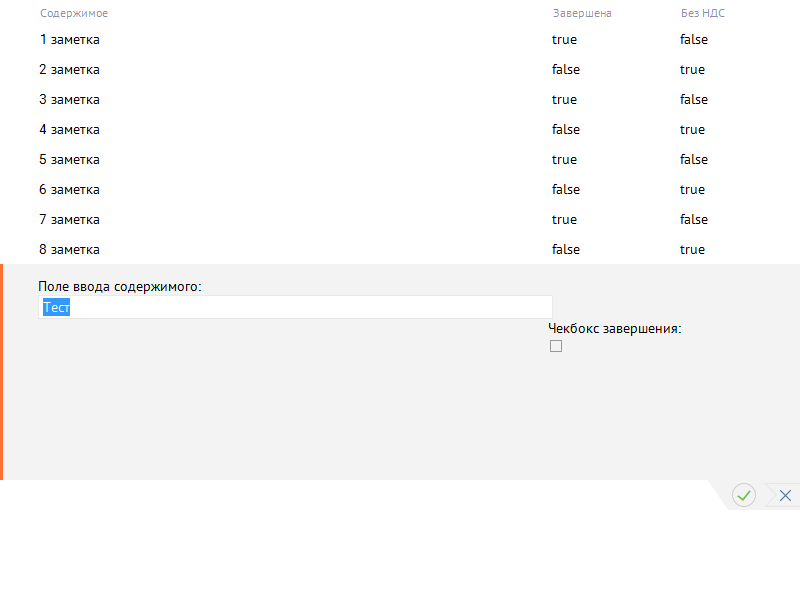 Содержимое Завершена Без НДС
1 заметка true false
2 заметка false true
3 заметка true false
4 заметка false true
5 заметка true false
6 заметка false true
7 заметка true false
8 заметка false true
Поле ввода содержимого:
Тест
Чекбокс завершения: